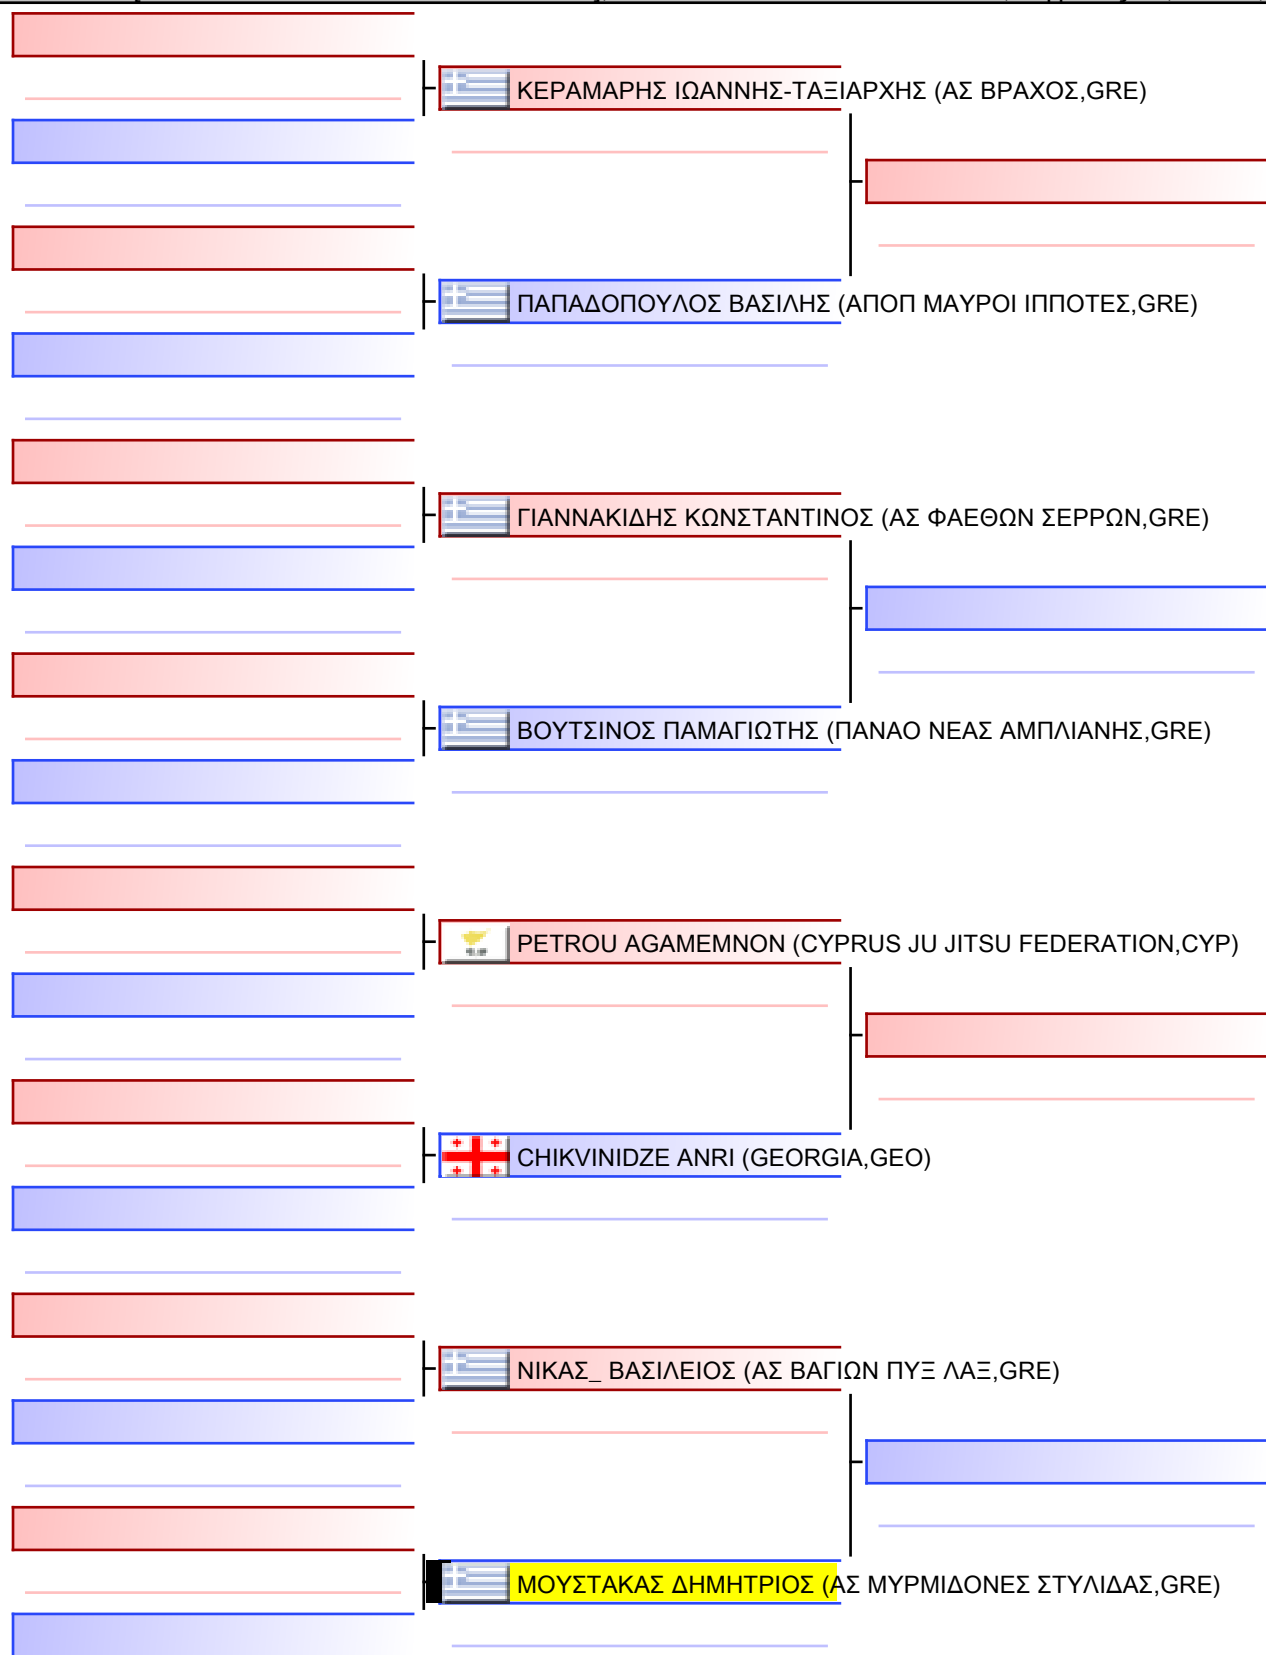 ΚΕΡΑΜΑΡΗΣ ΙΩΑΝΝΗΣ-ΤΑΞΙΑΡΧΗΣ (ΑΣ ΒΡΑΧΟΣ,GRE)
ΠΑΠΑΔΟΠΟΥΛΟΣ ΒΑΣΙΛΗΣ (ΑΠΟΠ ΜΑΥΡΟΙ ΙΠΠΟΤΕΣ,GRE)
ΓΙΑΝΝΑΚΙΔΗΣ ΚΩΝΣΤΑΝΤΙΝΟΣ (ΑΣ ΦΑΕΘΩΝ ΣΕΡΡΩΝ,GRE)
ΒΟΥΤΣΙΝΟΣ ΠΑΜΑΓΙΩΤΗΣ (ΠΑΝΑΟ ΝΕΑΣ ΑΜΠΛΙΑΝΗΣ,GRE)
PETROU AGAMEMNON (CYPRUS JU JITSU FEDERATION,CYP)
CHIKVINIDZE ANRI (GEORGIA,GEO)
ΝΙΚΑΣ_ ΒΑΣΙΛΕΙΟΣ (ΑΣ ΒΑΓΙΩΝ ΠΥΞ ΛΑΞ,GRE)
ΜΟΥΣΤΑΚΑΣ ΔΗΜΗΤΡΙΟΣ (ΑΣ ΜΥΡΜΙΔΟΝΕΣ ΣΤΥΛΙΔΑΣ,GRE)